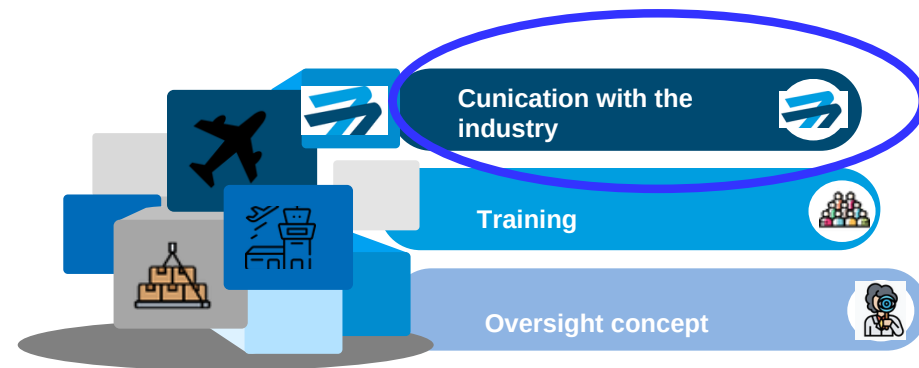 Cunication with the
industry
Training
Oversight concept